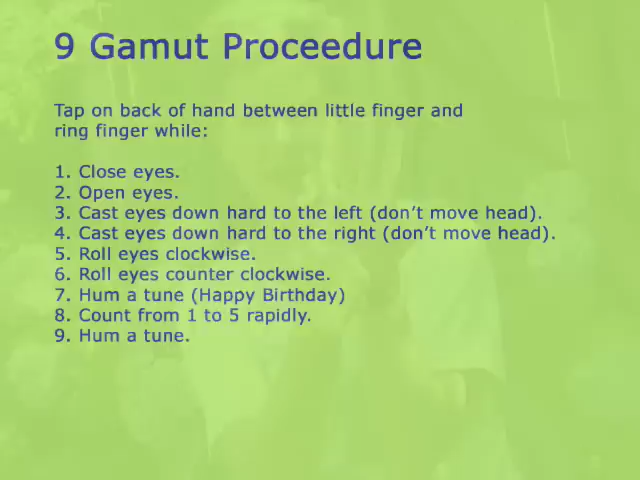 9 Gamut Proceedure
Tap on back of hand between little finger and
ring finger while:
1. Close eyes.
2. Open eyes.
3. Cast eyes down hard to the left (don't move head).
4. Cast eyes down hard to the right (don't move head).
5. Roll eyes clockwise.
6. Roll eyes counter clockwise.
7. Hum a tune (Happy Birthday)
8. Count from 1 to 5 rapidly.
9. Hum a tune.